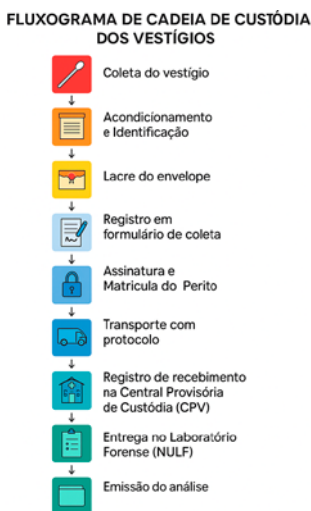 FLUXOGRAMA DE CADEIA DE CUSTÓDIA
DOS VESTÍGIOS
Coleta do vestígio
Acondicionamento
e Identificação
Lacre do envelope
Registro em
formulário de coleta
Assinatura e
Matricula do Perito
Transporte com
protocolo
Registro de recebimento
na Central Provisória
de Custódia (CPV)
Entrega no Laboratório
Forense (NULF)
Emissão do análise